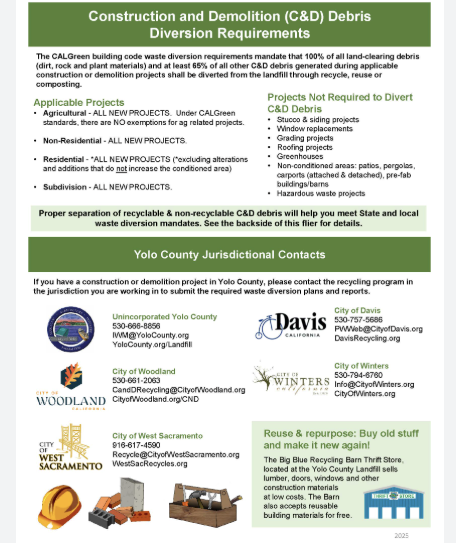 Construction and Demolition (C&D) Debris
Diversion Requirements
The CALGreen building code waste diversion requirements mandate that 100% of all land-clearing debris
(dirt, rock and plant materials) and at least 65% of all other C&D debris generated during applicable
construction or demolition projects shall be diverted from the landfill through recycle, reuse or
composting.
Applicable Projects
• Agricultural - ALL NEW PROJECTS. Under CALGreen
standards, there are NO exemptions for ag related projects.
• Non-Residential - ALL NEW PROJECTS.
• Residential - *ALL NEW PROJECTS (*excluding alterations
and additions that do not increase the conditioned area)
• Subdivision - ALL NEW PROJECTS.
Projects Not Required to Divert
C&D Debris
• Stucco & siding projects
• Window replacements
• Grading projects
• Roofing projects
• Greenhouses
• Non-conditioned areas: patios, pergolas,
carports (attached & detached), pre-fab
buildings/barns
• Hazardous waste projects
Proper separation of recyclable & non-recyclable C&D debris will help you meet State and local
waste diversion mandates. See the backside of this flier for details.
Yolo County Jurisdictional Contacts
If you have a construction or demolition project in Yolo County, please contact the recycling program in
the jurisdiction you are working in to submit the required waste diversion plans and reports.
Unincorporated Yolo County
530-666-8856
IWM@YoloCounty.org
YoloCounty.org/Landfill
DAVIS
CALIFORNIA
City of Davis
530-757-5686
PWWeb@CityofDavis.org
DavisRecycling.org
CITY OF
WOODLAND
CALIFORNIA
City of Woodland
530-661-2063
CandDRecycling@CityofWoodland.org
CityofWoodland.org/CND
CITY OF
WINTERS
California
City of Winters
530-794-6760
Info@CityofWinters.org
CityOfWinters.org
CITY OF
WEST
SACRAMENTO
City of West Sacramento
916-617-4590
Recycle@CityofWestSacramento.org
WestSacRecycles.org
Reuse & repurpose: Buy old stuff
and make it new again!
The Big Blue Recycling Barn Thrift Store,
located at the Yolo County Landfill sells
lumber, doors, windows and other
construction materials
at low costs. The Barn
also accepts reusable
building materials for free.
THRIFT STORE
2025